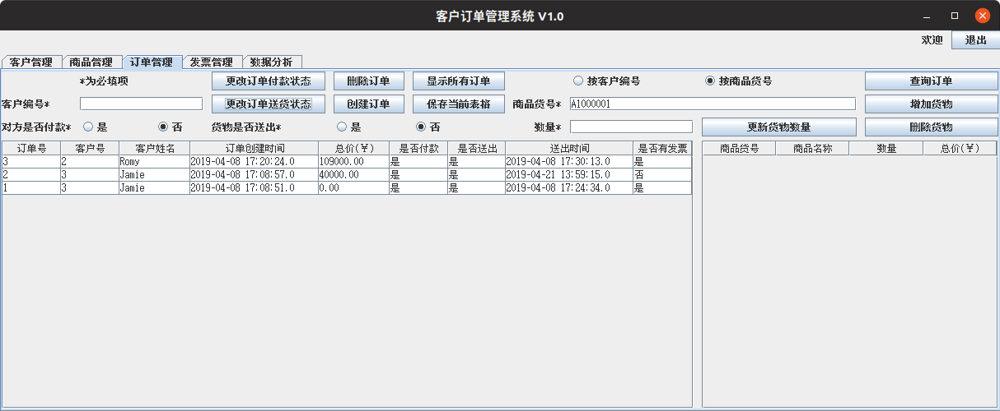 客户订单管理系统 V1.0
欢迎 退出
客户管理 商品管理 订单管理 发票管理 数据分析
*为必填项 更改订单付款状态 删除订单 显示所有订单 按客户编号 按商品货号 查询订单
客户编号* 更改订单送货状态 创建订单 保存当前表格 商品货号* A1000001 增加货物
对方是否付款* 是 否 货物是否送出* 是 否 数量* 更新货物数量 删除货物
订单号 客户号 客户姓名 订单创建时间 总价(￥) 是否付款 是否送出 送出时间 是否有发票 商品货号 商品名称 数量 总价(￥)
3 2 Romy 2019-04-08 17:20:24.0 109000.00 是 是 2019-04-08 17:30:13.0 是
2 3 Jamie 2019-04-08 17:08:57.0 40000.00 是 是 2019-04-21 13:59:15.0 否
1 3 Jamie 2019-04-08 17:08:51.0 0.00 是 是 2019-04-08 17:24:34.0 是